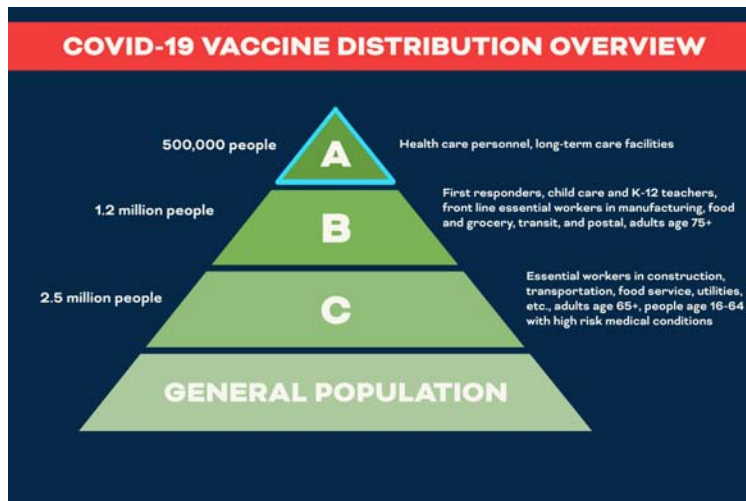 COVID-19 VACCINE DISTRIBUTION OVERVIEW
500,000 people
A
Health care personnel, long-term care facilities
1.2 million people
B
First responders, child care and K-12 teachers,
front line essential workers in manufacturing, food
and grocery, transit, and postal, adults age 75+
2.5 million people
C
Essential workers in construction,
transportation, food service, utilities,
etc., adults age 65+, people age 16-64
with high risk medical conditions
GENERAL POPULATION